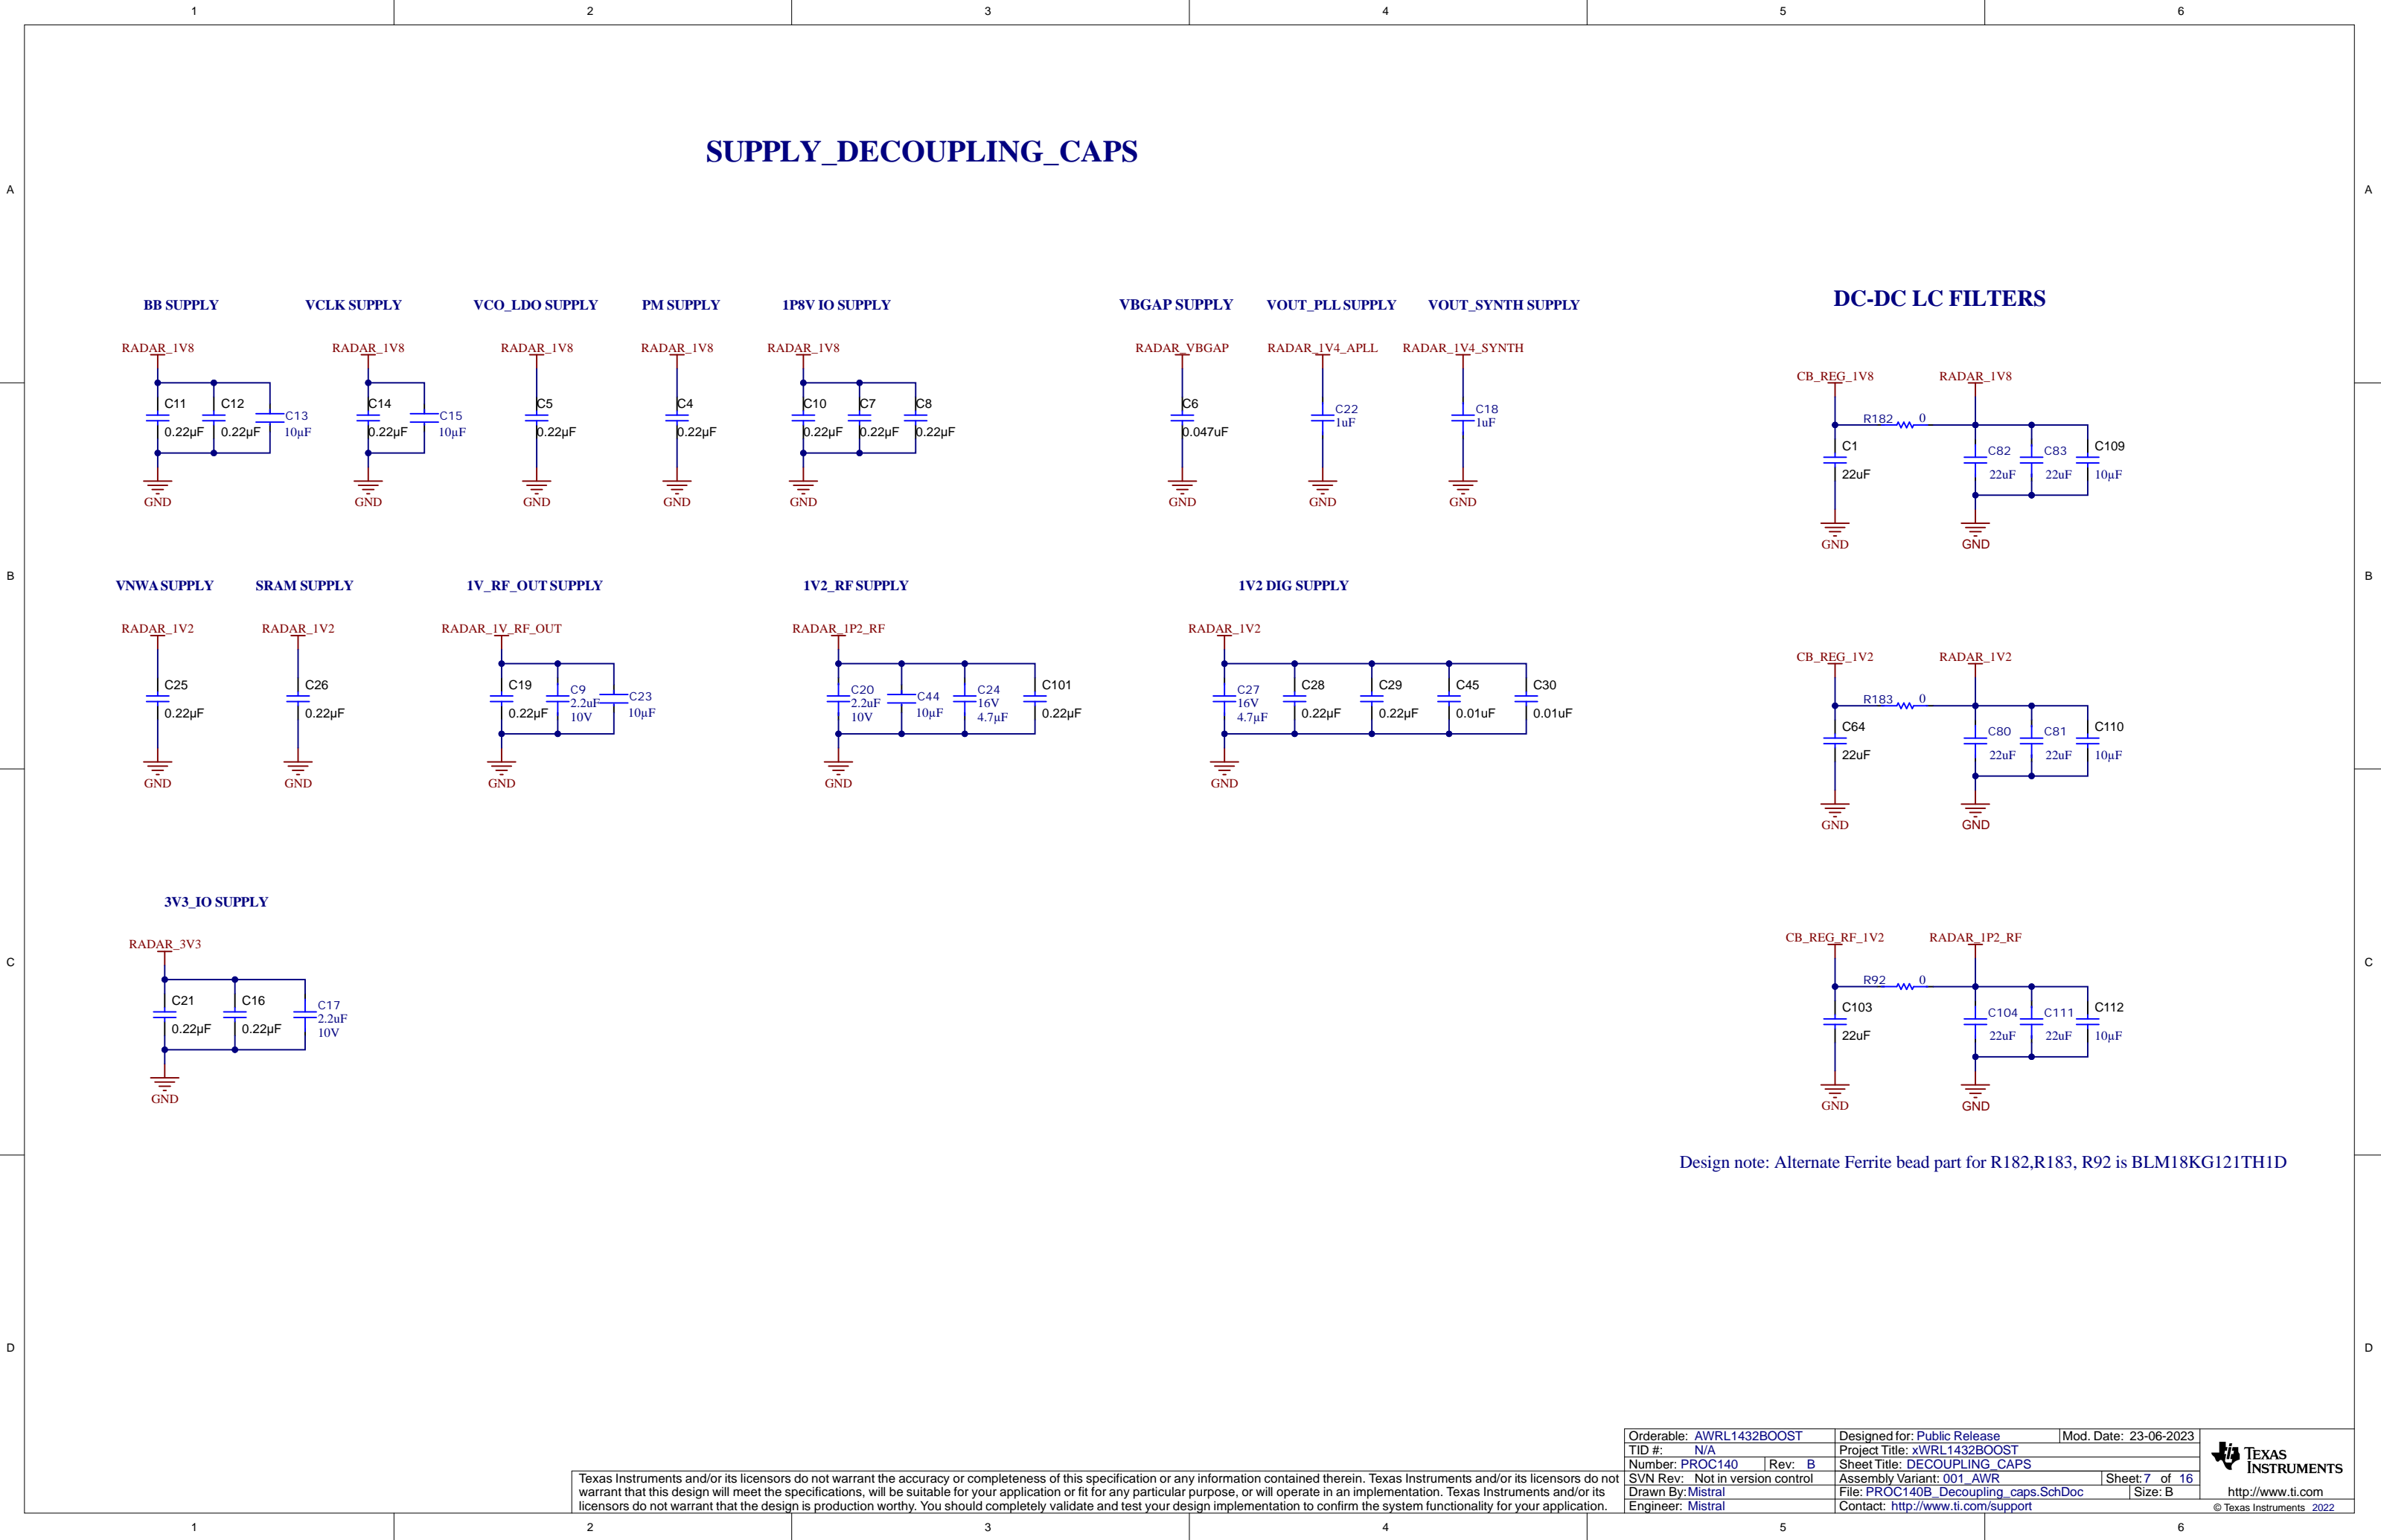 1 2 3 4 5 6
SUPPLY_DECOUPLING_CAPS
A A
BB SUPPLY VCLK SUPPLY VCO_LDO SUPPLY PM SUPPLY 1P8V IO SUPPLY VBGAP SUPPLY VOUT_PLL SUPPLY VOUT_SYNTH SUPPLY DC-DC LC FILTERS
RADAR_1V8 RADAR_1V8 RADAR_1V8 RADAR_1V8 RADAR_1V8 RADAR_VBGAP RADAR_1V4_APLL RADAR_1V4_SYNTH
CB_REG_1V8 RADAR_1V8
C11 C12 C13 C14 C15 C5 C4 C10 C7 C8 C6 C22 C18
0.22µF 0.22µF 10µF 0.22µF 10µF 0.22µF 0.22µF 0.22µF 0.22µF 0.22µF 0.047uF 1uF 1uF
R182 0
C1 C82 C83 C109
22uF 22uF 22uF 10µF
GND GND GND GND GND GND GND GND
GND GND
B B
VNWA SUPPLY SRAM SUPPLY 1V_RF_OUT SUPPLY 1V2_RF SUPPLY 1V2 DIG SUPPLY
RADAR_1V2 RADAR_1V2 RADAR_1V_RF_OUT RADAR_1P2_RF RADAR_1V2
CB_REG_1V2 RADAR_1V2
C25 C26 C19 C9 C23 C20 C44 C24 C101 C27 C28 C29 C45 C30
2.2uF 2.2uF 16V 16V
0.22µF 0.22µF 0.22µF 10V 10µF 10V 10µF 4.7µF 0.22µF 4.7µF 0.22µF 0.22µF 0.01uF 0.01uF
R183 0
C64 C80 C81 C110
22uF 22uF 22uF 10µF
GND GND GND GND GND
GND GND
3V3_IO SUPPLY
RADAR_3V3
CB_REG_RF_1V2 RADAR_1P2_RF
C C
R92 0
C21 C16 C17
2.2uF
0.22µF 0.22µF 10V
C103 C104 C111 C112
22uF 22uF 22uF 10µF
GND
GND GND
Design note: Alternate Ferrite bead part for R182,R183, R92 is BLM18KG121TH1D
D D
Texas Instruments and/or its licensors do not warrant the accuracy or completeness of this specification or any information contained therein. Texas Instruments and/or its licensors do not
warrant that this design will meet the specifications, will be suitable for your application or fit for any particular purpose, or will operate in an implementation. Texas Instruments and/or its
licensors do not warrant that the design is production worthy. You should completely validate and test your design implementation to confirm the system functionality for your application.
Orderable: AWRL1432BOOST Designed for: Public Release Mod. Date: 23-06-2023
TID #: N/A Project Title: xWRL1432BOOST
Number: PROC140 Rev: B Sheet Title: DECOUPLING_CAPS
SVN Rev: Not in version control Assembly Variant: 001_AWR Sheet: 7 of 16
Drawn By: Mistral File: PROC140B_Decoupling_caps.SchDoc Size: B
Engineer: Mistral Contact: http://www.ti.com/support
TEXAS
INSTRUMENTS
http://www.ti.com
© Texas Instruments 2022
1 2 3 4 5 6